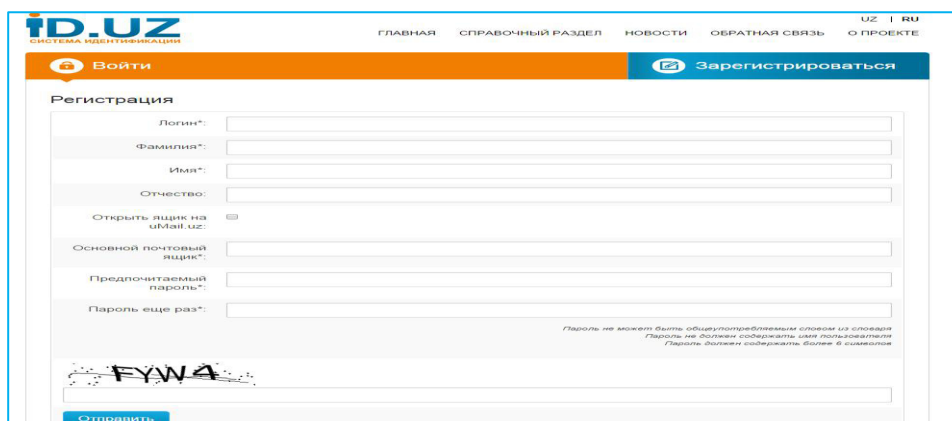 UZ | RU
iD.UZ
СИСТЕМА ИДЕНТИФИКАЦИИ
ГЛАВНАЯ СПРАВОЧНЫЙ РАЗДЕЛ НОВОСТИ ОБРАТНАЯ СВЯЗЬ О ПРОЕКТЕ
Войти
Зарегистрироваться
Регистрация
Логин*:
Фамилия*:
Имя*:
Отчество:
Открыть ящик на
uMail.uz:
Основной почтовый
ящик*:
Предпочитаемый
пароль*:
Пароль еще раз*:
Пароль не может быть общеупотребляемым словом из словаря
Пароль не должен содержать имя пользователя
Пароль должен содержать более 6 символов
FYW4
Отправить